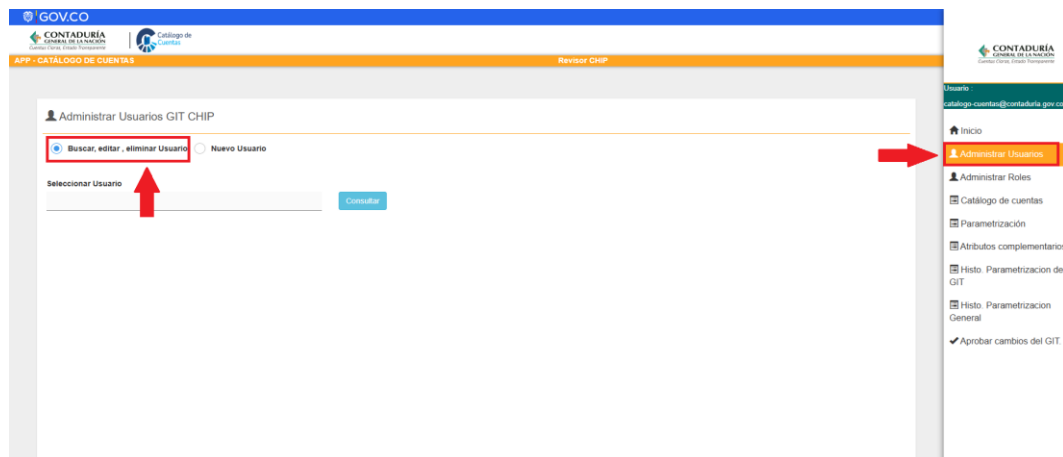 GOV.CO
CONTADURÍA
GENERAL DE LA NACIÓN
Cuentas Claras, Estado Transparente
Catálogo de
Cuentas
APP - CATÁLOGO DE CUENTAS
Revisor CHIP
Administrar Usuarios GIT CHIP
Buscar, editar , eliminar Usuario
Nuevo Usuario
Seleccionar Usuario
Consultar
CONTADURÍA
GENERAL DE LA NACIÓN
Cuentas Claras, Estado Transparente
Usuario :
catalogo-cuentas@contaduria.gov.co
Inicio
Administrar Usuarios
Administrar Roles
Catálogo de cuentas
Parametrización
Atributos complementarios
Histo. Parametrizacion de
GIT
Histo. Parametrizacion
General
Aprobar cambios del GIT.